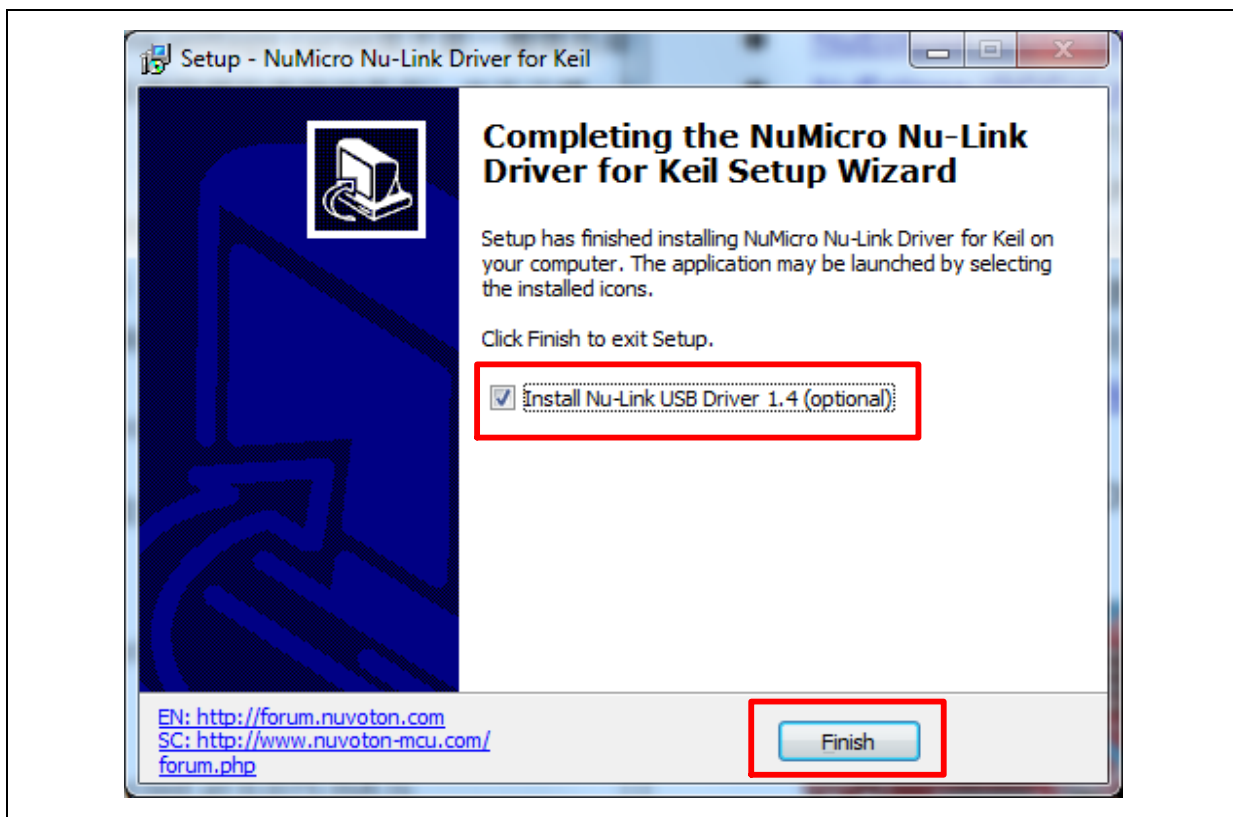 Setup - NuMicro Nu-Link Driver for Keil
Completing the NuMicro Nu-Link
Driver for Keil Setup Wizard
Setup has finished installing NuMicro Nu-Link Driver for Keil on
your computer. The application may be launched by selecting
the installed icons.
Click Finish to exit Setup.
Install Nu-Link USB Driver 1.4 (optional)
EN: http://forum.nuvoton.com
SC: http://www.nuvoton-mcu.com/
forum.php
Finish